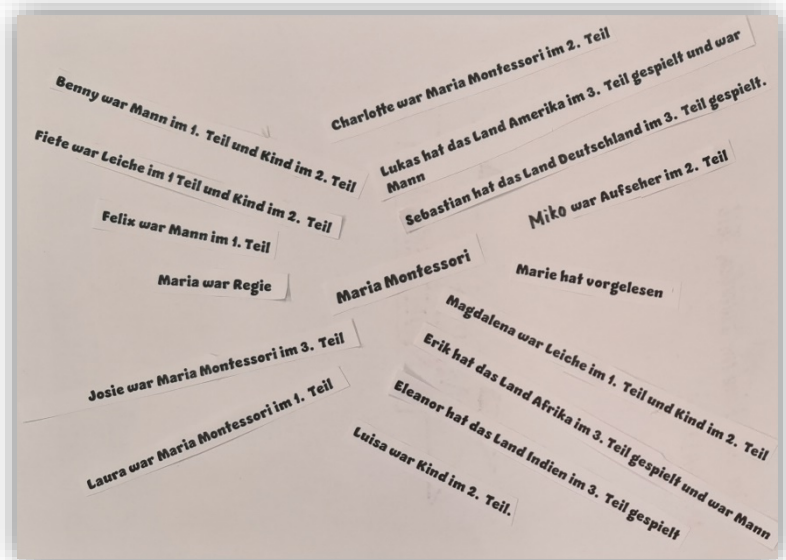 Charlotte war Maria Montessori im 2. Teil
Lukas hat das Land Amerika im 3. Teil gespielt und war
Mann
Sebastian hat das Land Deutschland im 3. Teil gespielt.
Benny war Mann im 1. Teil und Kind im 2. Teil
Fiete war Leiche im 1 Teil und Kind im 2. Teil
Miko war Aufseher im 2. Teil
Felix war Mann im 1. Teil
Maria war Regie
Maria Montessori
Marie hat vorgelesen
Magdalena war Leiche im 1. Teil und Kind im 2. Teil
Josie war Maria Montessori im 3. Teil
Erik hat das Land Afrika im 3. Teil gespielt und war Mann
Laura war Maria Montessori im 1. Teil
Eleanor hat das Land Indien im 3. Teil gespielt
Luisa war Kind im 2. Teil.